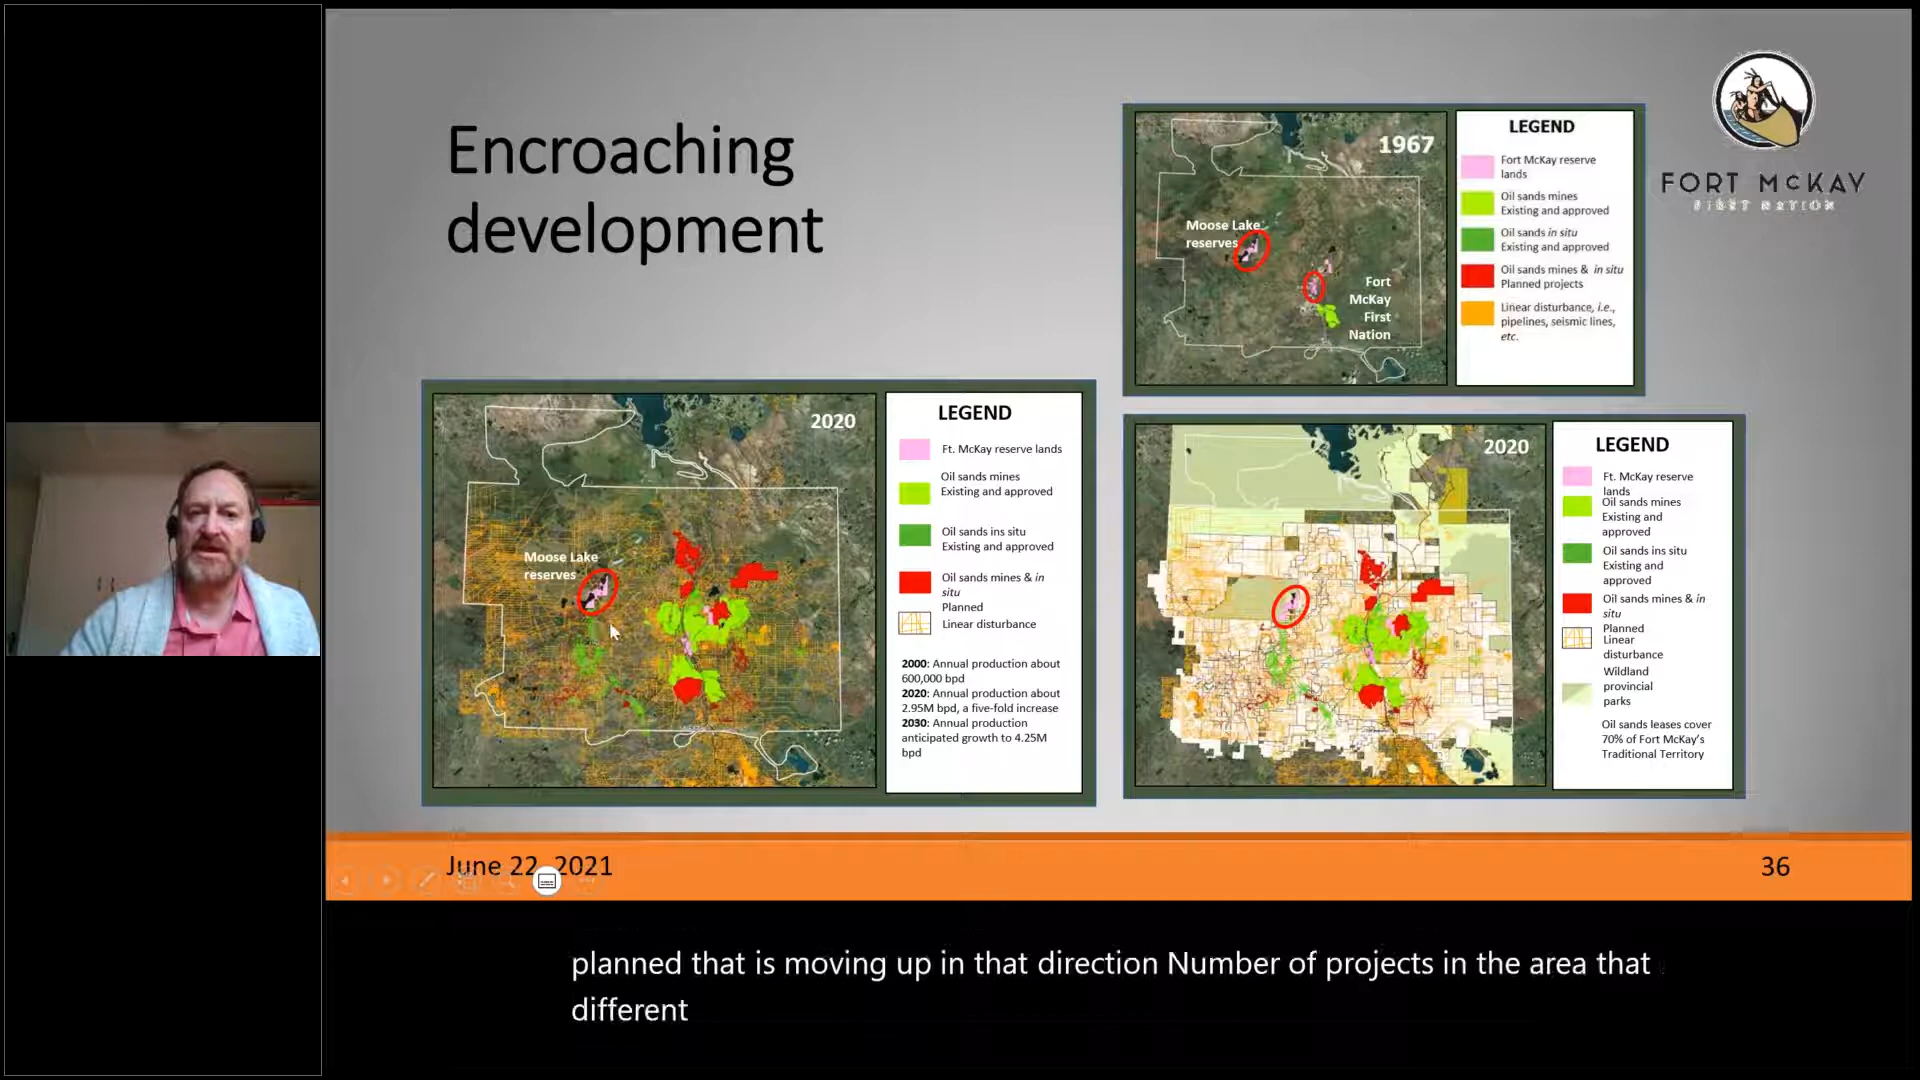 Encroaching
development
1967
Moose Lake
reserves
Fort
McKay
First
Nation
LEGEND
Fort McKay reserve
lands
Oil sands mines
Existing and approved
Oil sands in situ
Existing and approved
Oil sands mines & in situ
Planned projects
Linear disturbance, i.e.,
pipelines, seismic lines,
etc.
FORT McKAY
FIRST NATION
2020
Moose Lake
reserves
LEGEND
Ft. McKay reserve lands
Oil sands mines
Existing and approved
Oil sands ins situ
Existing and approved
Oil sands mines & in
situ
Planned
Linear disturbance
2000: Annual production about
600,000 bpd
2020: Annual production about
2.95M bpd, a five-fold increase
2030: Annual production
anticipated growth to 4.25M
bpd
2020
LEGEND
Ft. McKay reserve
lands
Oil sands mines
Existing and
approved
Oil sands ins situ
Existing and
approved
Oil sands mines & in
situ
Planned
Linear
disturbance
Wildland
provincial
parks
Oil sands leases cover
70% of Fort McKay's
Traditional Territory
June 22, 2021
36
planned that is moving up in that direction Number of projects in the area that
different